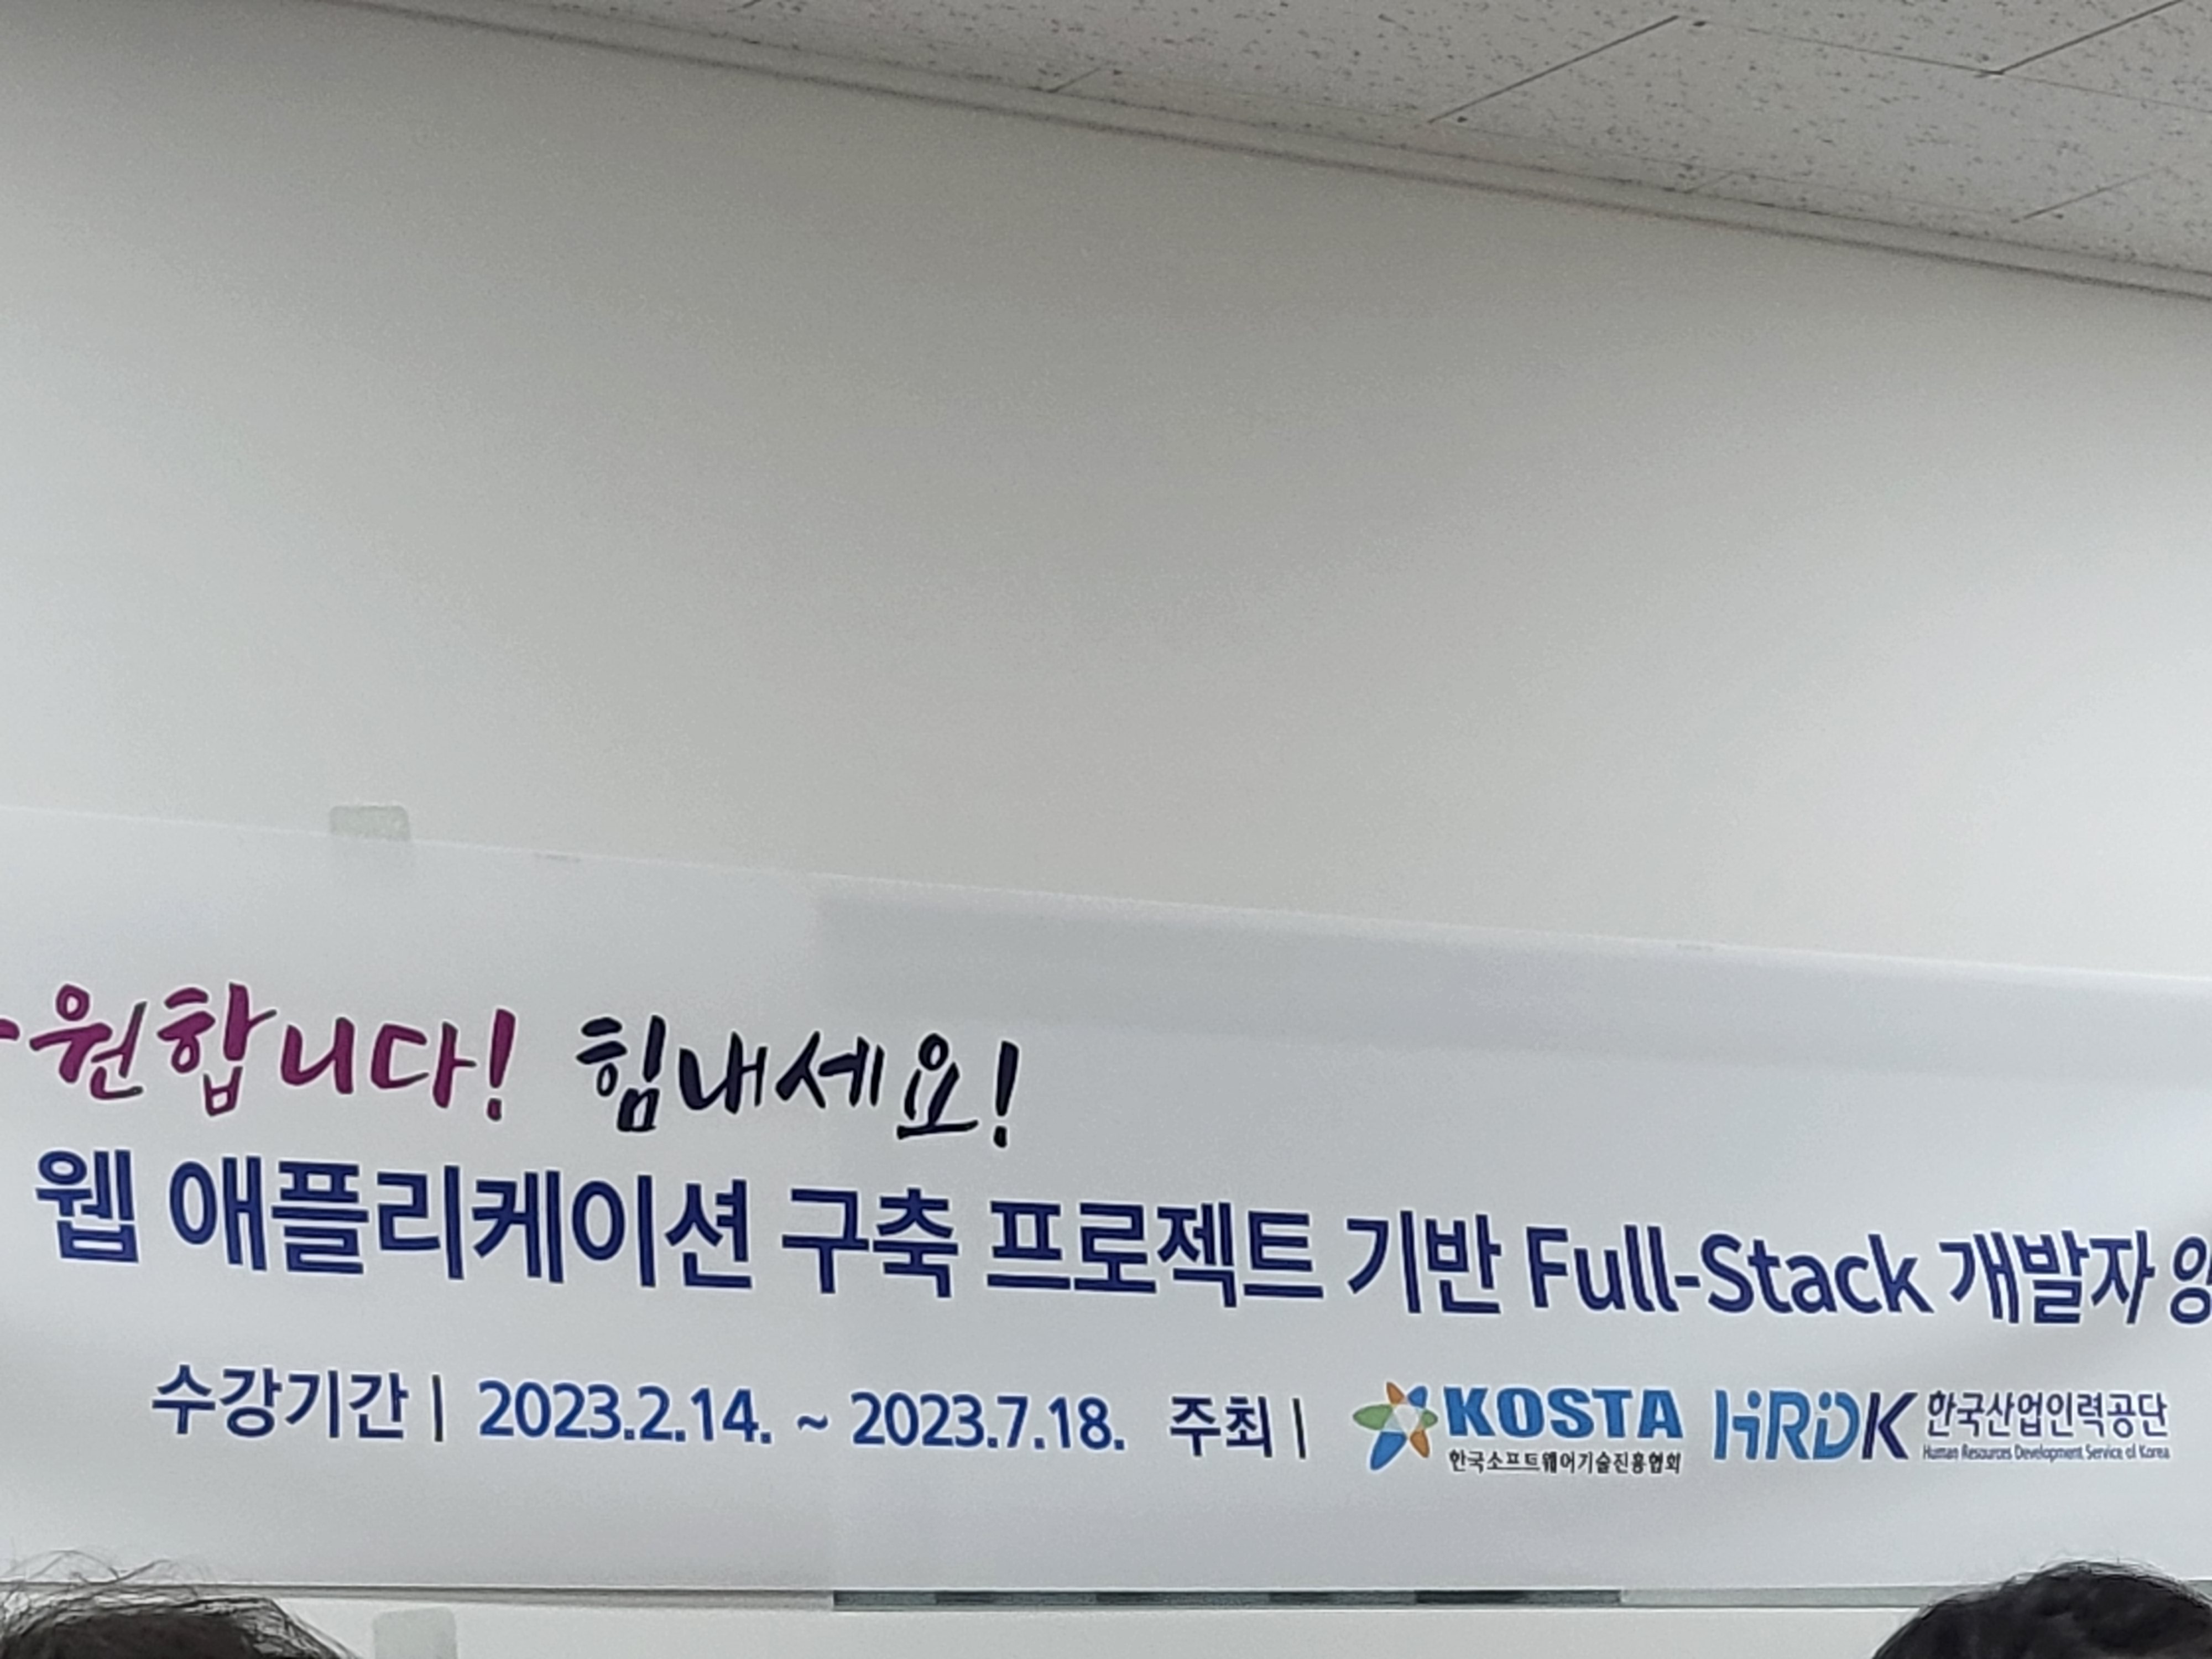 원합니다! 힘내세요!
웹 애플리케이션 구축 프로젝트 기반 Full-Stack 개발자
수강기간 | 2023.2.14. ~ 2023.7.18. 주최 | KOSTA 한국소프트웨어기술진흥협회 HRDK 한국산업인력공단
Human Resources Development Service of Korea